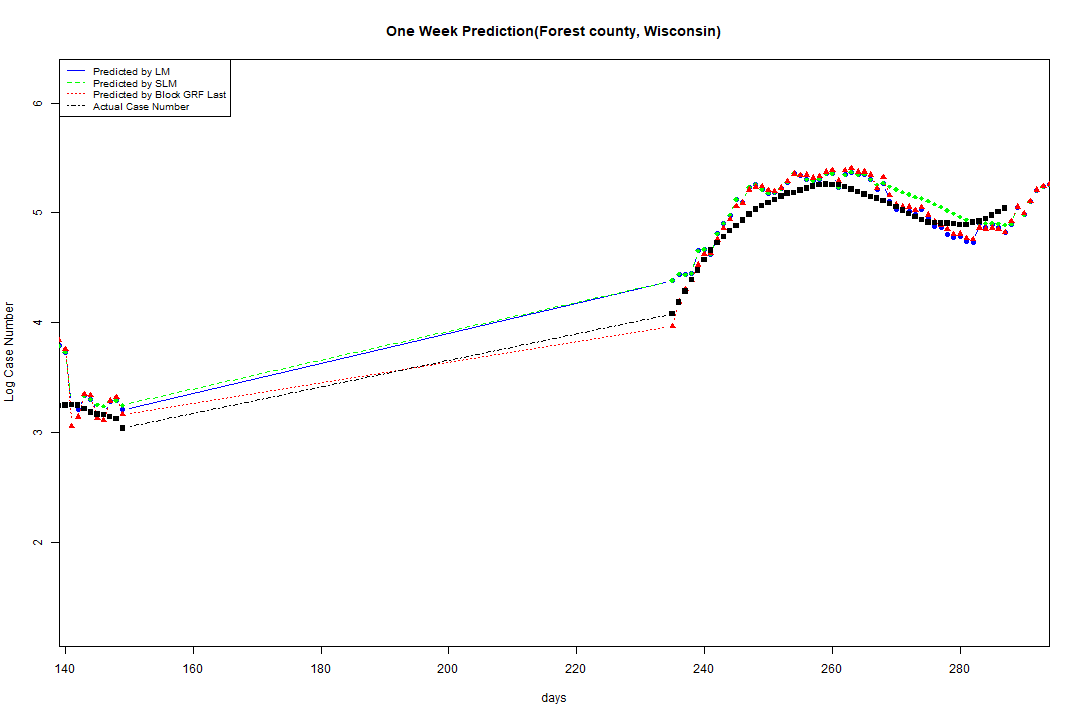 One Week Prediction(Forest county, Wisconsin)
Predicted by LM
Predicted by SLM
Predicted by Block GRF Last
Actual Case Number
6
5
4
3
2
Log Case Number
140 160 180 200 220 240 260 280
days